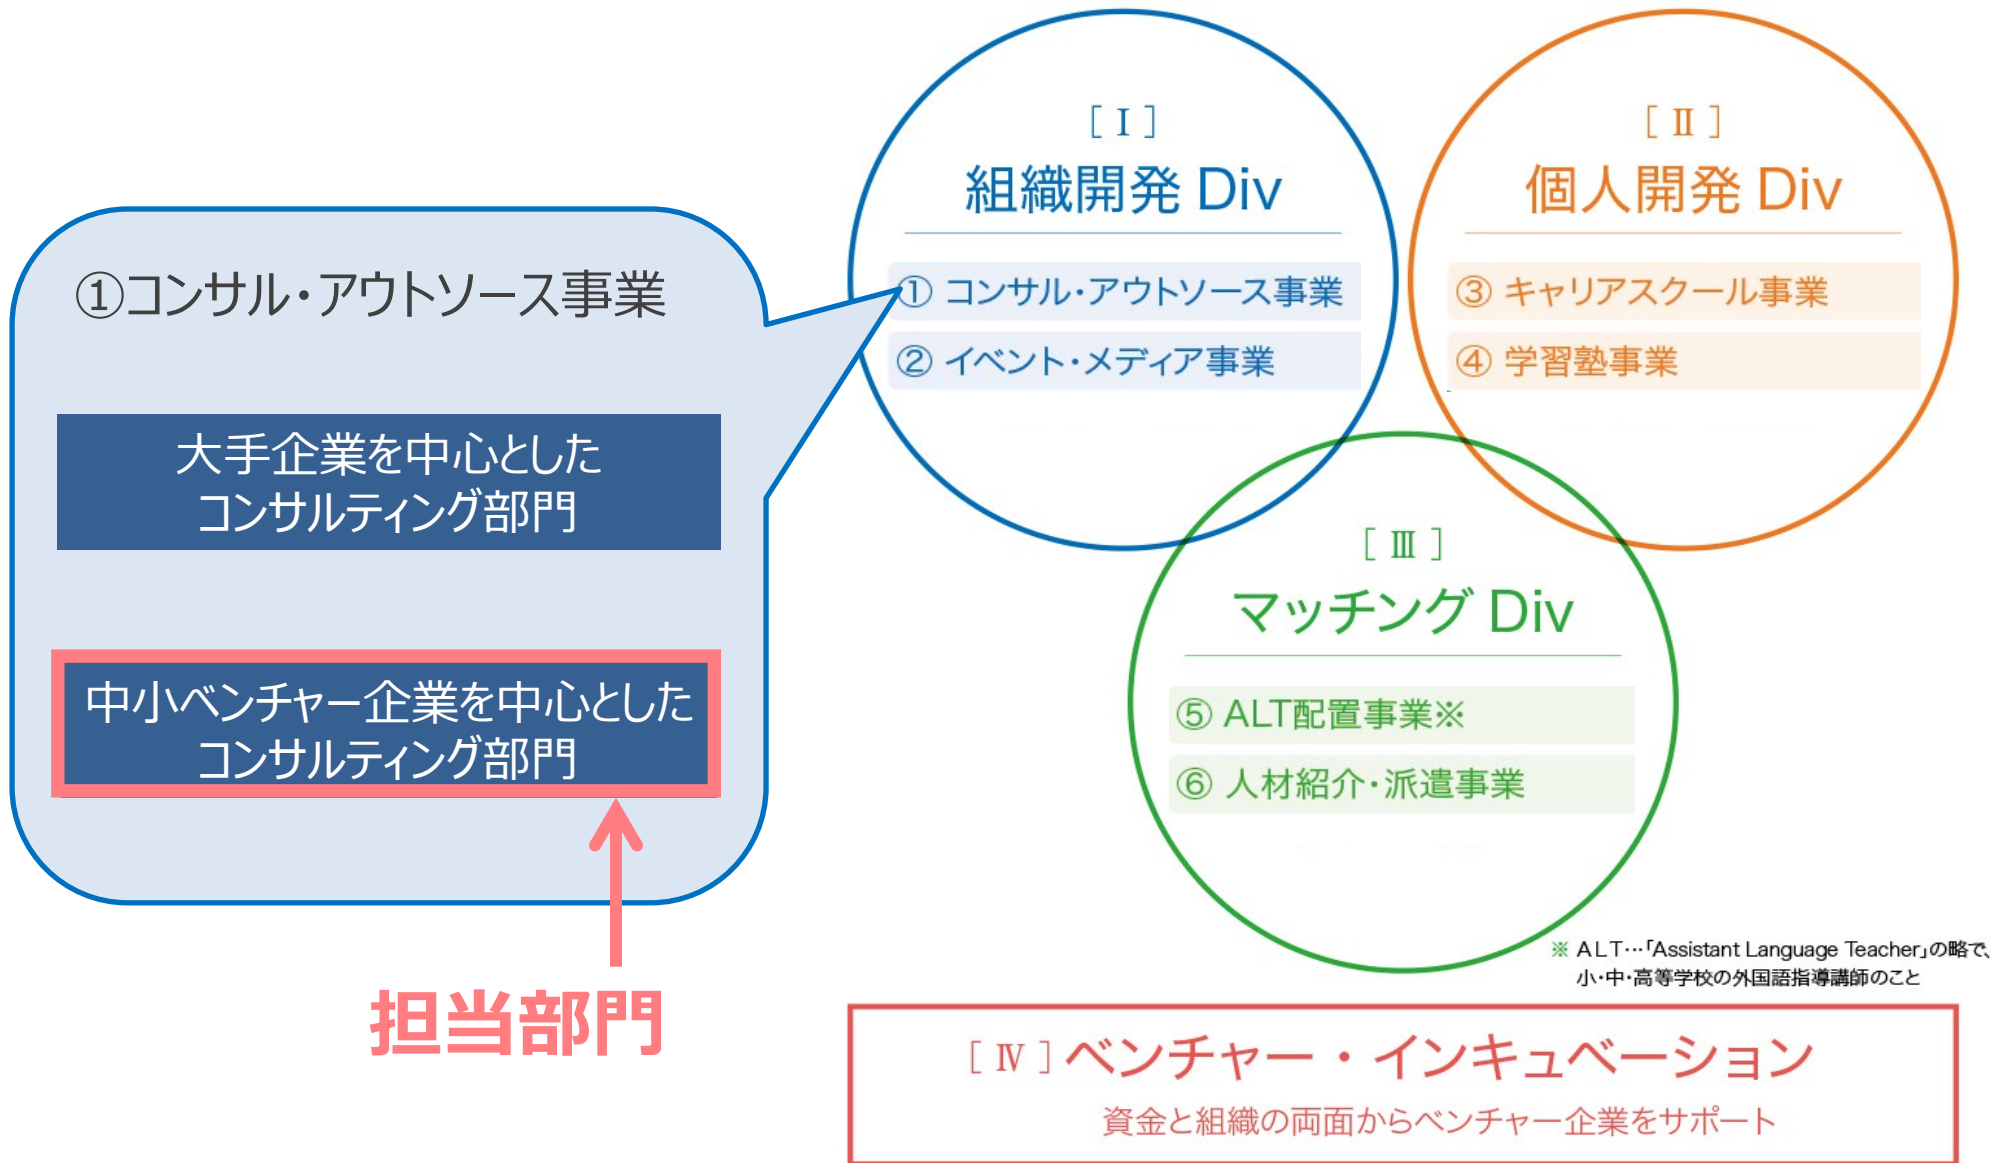 ①コンサル・アウトソース事業
大手企業を中心とした
コンサルティング部門
中小ベンチャー企業を中心とした
コンサルティング部門
担当部門
[ Ⅰ ]
組織開発 Div
① コンサル・アウトソース事業
② イベント・メディア事業
[ Ⅱ ]
個人開発 Div
③ キャリアスクール事業
④ 学習塾事業
[ Ⅲ ]
マッチング Div
⑤ ALT配置事業※
⑥ 人材紹介・派遣事業
※ ALT…「Assistant Language Teacher」の略で、
小・中・高等学校の外国語指導講師のこと
[ Ⅳ ] ベンチャー・インキュベーション
資金と組織の両面からベンチャー企業をサポート